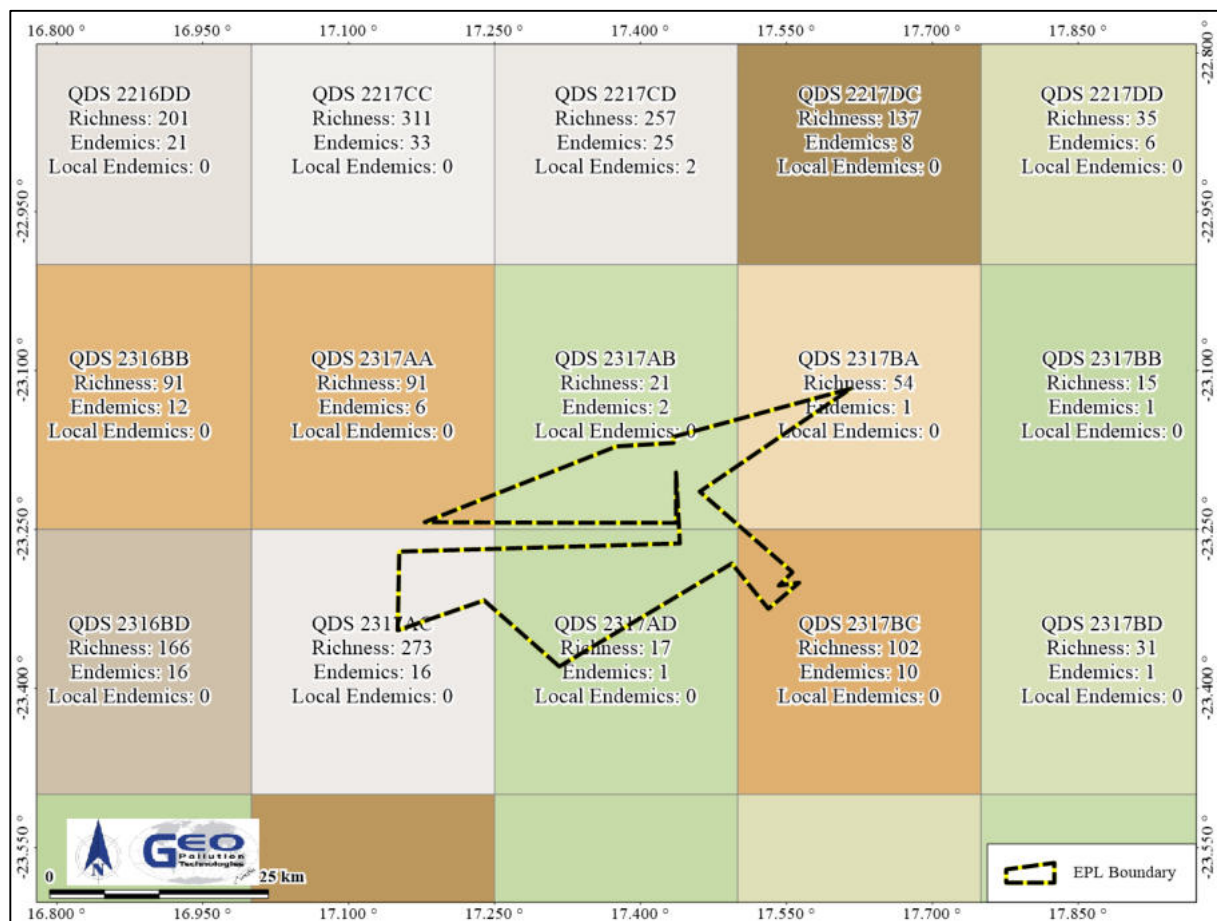 16.800 ° 16.950 ° 17.100 ° 17.250 ° 17.400 ° 17.550 ° 17.700 ° 17.850 °
-22.800 °
-22.800 °
QDS 2216DD
Richness: 201
Endemics: 21
Local Endemics: 0
QDS 2217CC
Richness: 311
Endemics: 33
Local Endemics: 0
QDS 2217CD
Richness: 257
Endemics: 25
Local Endemics: 2
QDS 2217DC
Richness: 137
Endemics: 8
Local Endemics: 0
QDS 2217DD
Richness: 35
Endemics: 6
Local Endemics: 0
-22.950 °
-22.950 °
QDS 2316BB
Richness: 91
Endemics: 12
Local Endemics: 0
QDS 2317AA
Richness: 91
Endemics: 6
Local Endemics: 0
QDS 2317AB
Richness: 21
Endemics: 2
Local Endemics: 0
QDS 2317BA
Richness: 54
Endemics: 1
Local Endemics: 0
QDS 2317BB
Richness: 15
Endemics: 1
Local Endemics: 0
-23.100 °
-23.100 °
-23.250 °
-23.250 °
QDS 2316BD
Richness: 166
Endemics: 16
Local Endemics: 0
QDS 2317AC
Richness: 273
Endemics: 16
Local Endemics: 0
QDS 2317AD
Richness: 17
Endemics: 1
Local Endemics: 0
QDS 2317BC
Richness: 102
Endemics: 10
Local Endemics: 0
QDS 2317BD
Richness: 31
Endemics: 1
Local Endemics: 0
-23.400 °
-23.400 °
-23.550 °
-23.550 °
N
GEO
Pollution
Technologies
0 25 km
EPL Boundary
16.800 ° 16.950 ° 17.100 ° 17.250 ° 17.400 ° 17.550 ° 17.700 ° 17.850 °